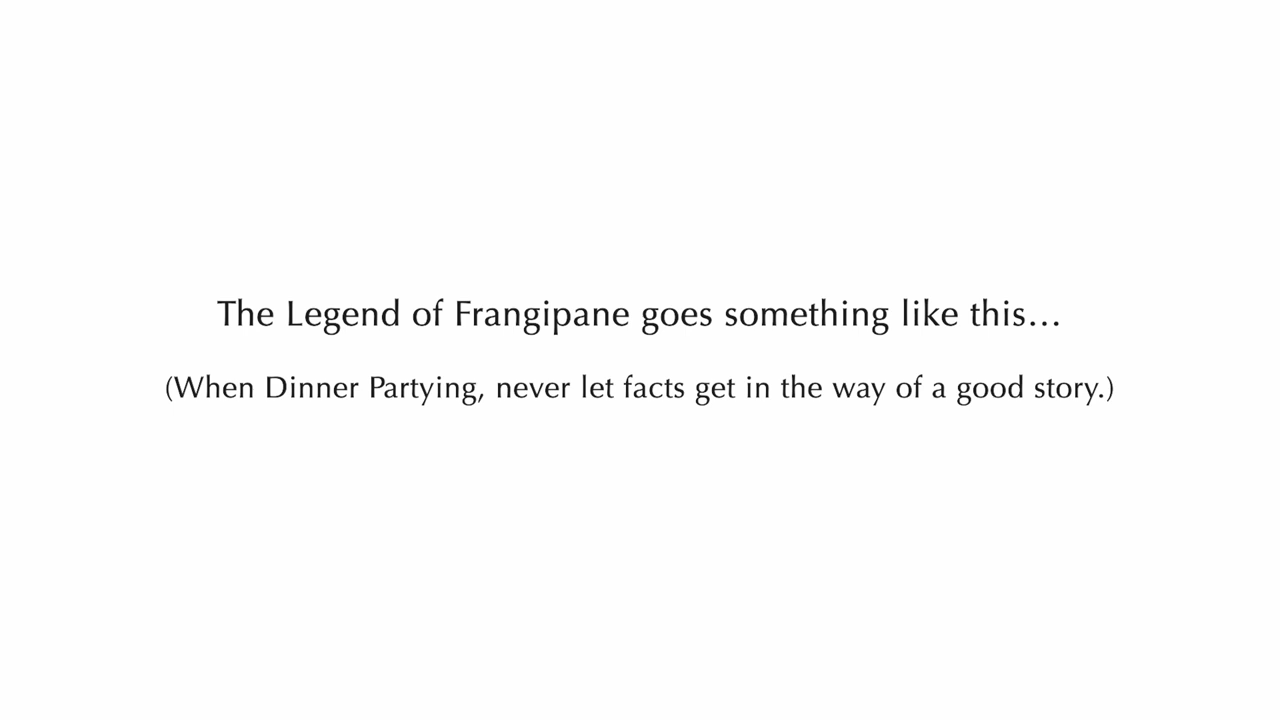 The Legend of Frangipane goes something like this...
(When Dinner Partying, never let facts get in the way of a good story.)